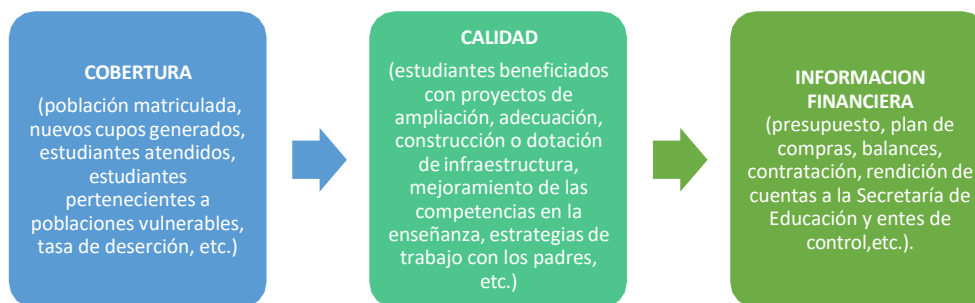 COBERTURA
(población matriculada,
nuevos cupos generados,
estudiantes atendidos,
estudiantes
pertenecientes a
poblaciones vulnerables,
tasa de deserción, etc.)
CALIDAD
(estudiantes beneficiados
con proyectos de
ampliación, adecuación,
construcción o dotación
de infraestructura,
mejoramiento de las
competencias en la
enseñanza, estrategias de
trabajo con los padres,
etc.)
INFORMACION
FINANCIERA
(presupuesto, plan de
compras, balances,
contratación, rendición de
cuentas a la Secretaría de
Educación y entes de
control,etc.).